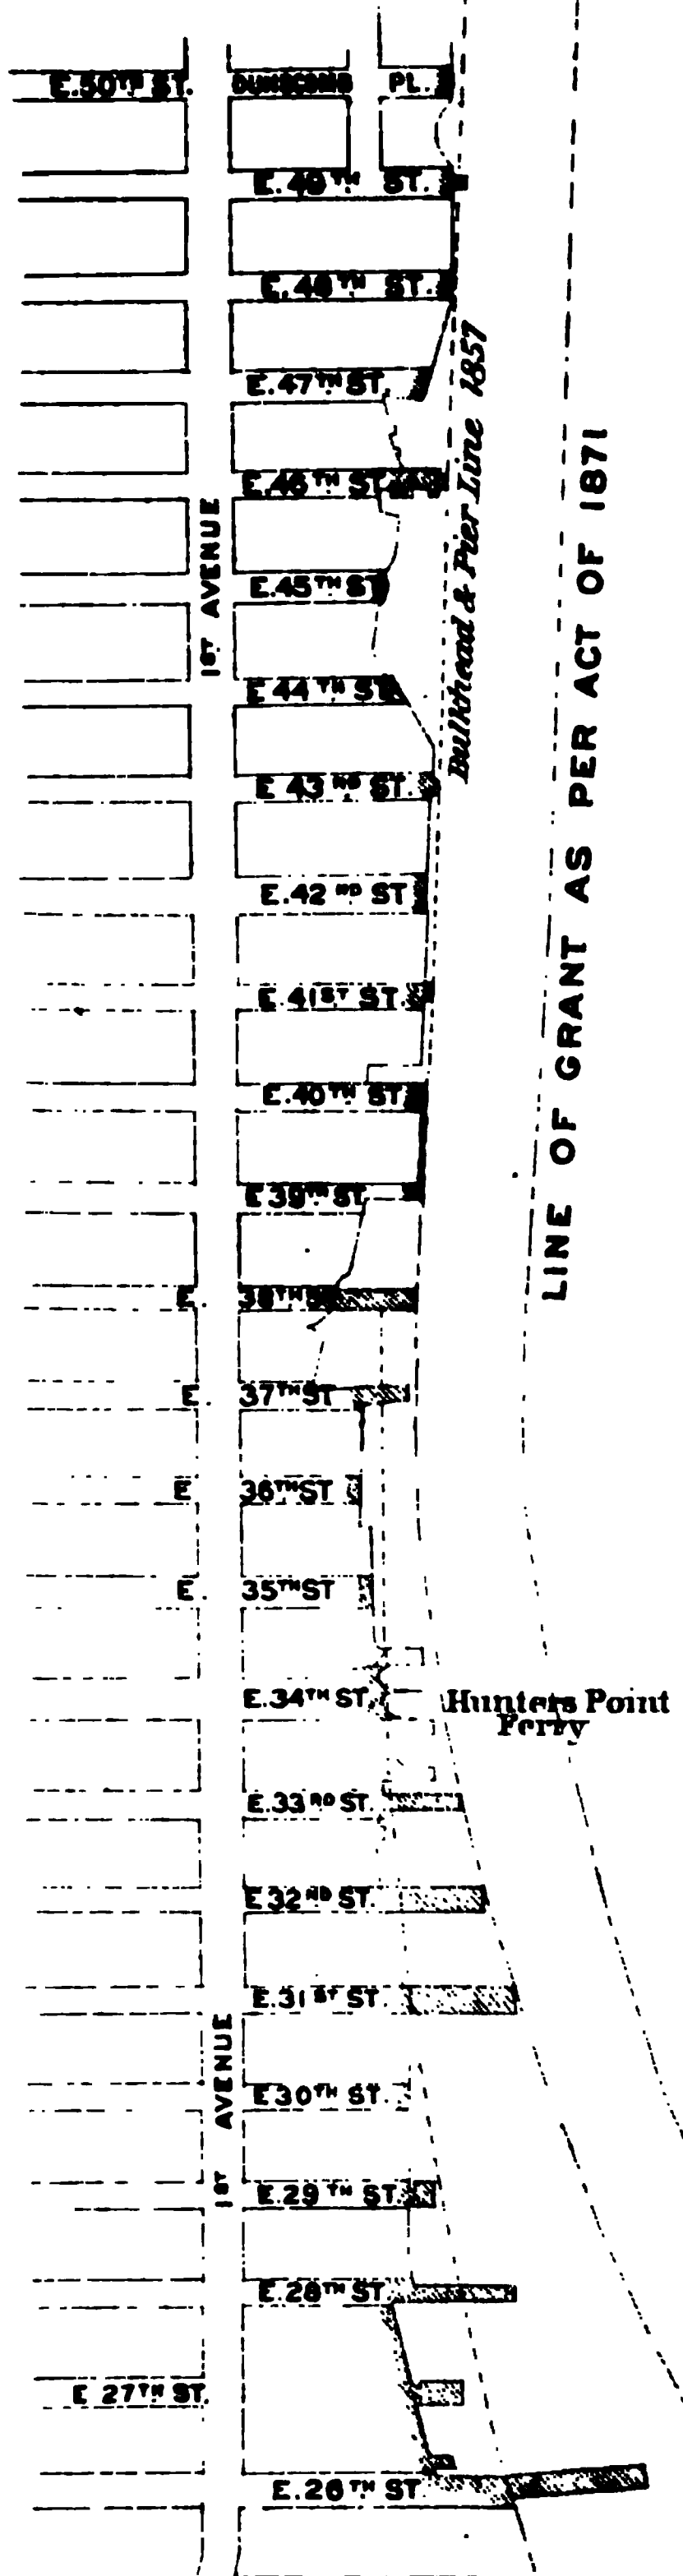 E. 50TH ST. DUNSCOMB PL.
E. 49TH ST.
E. 48TH ST.
E. 47TH ST.
Bulkhead & Pier Line 1857
E. 46TH ST.
LINE OF GRANT AS PER ACT OF 1871
1ST AVENUE
E. 45TH ST
E 44TH ST.
E 43RD ST.
E. 42ND ST
E. 41ST ST.
E. 40TH ST.
E 39TH ST.
E. 38TH
E. 37TH ST
E 36TH ST
E. 35TH ST
E. 34TH ST.
Hunters Point
Ferry
E. 33RD ST.
E 32ND ST.
E. 31ST ST.
1ST AVENUE
E 30TH ST.
E. 29TH ST.
E. 28TH ST.
E 27TH ST.
E. 26TH ST.